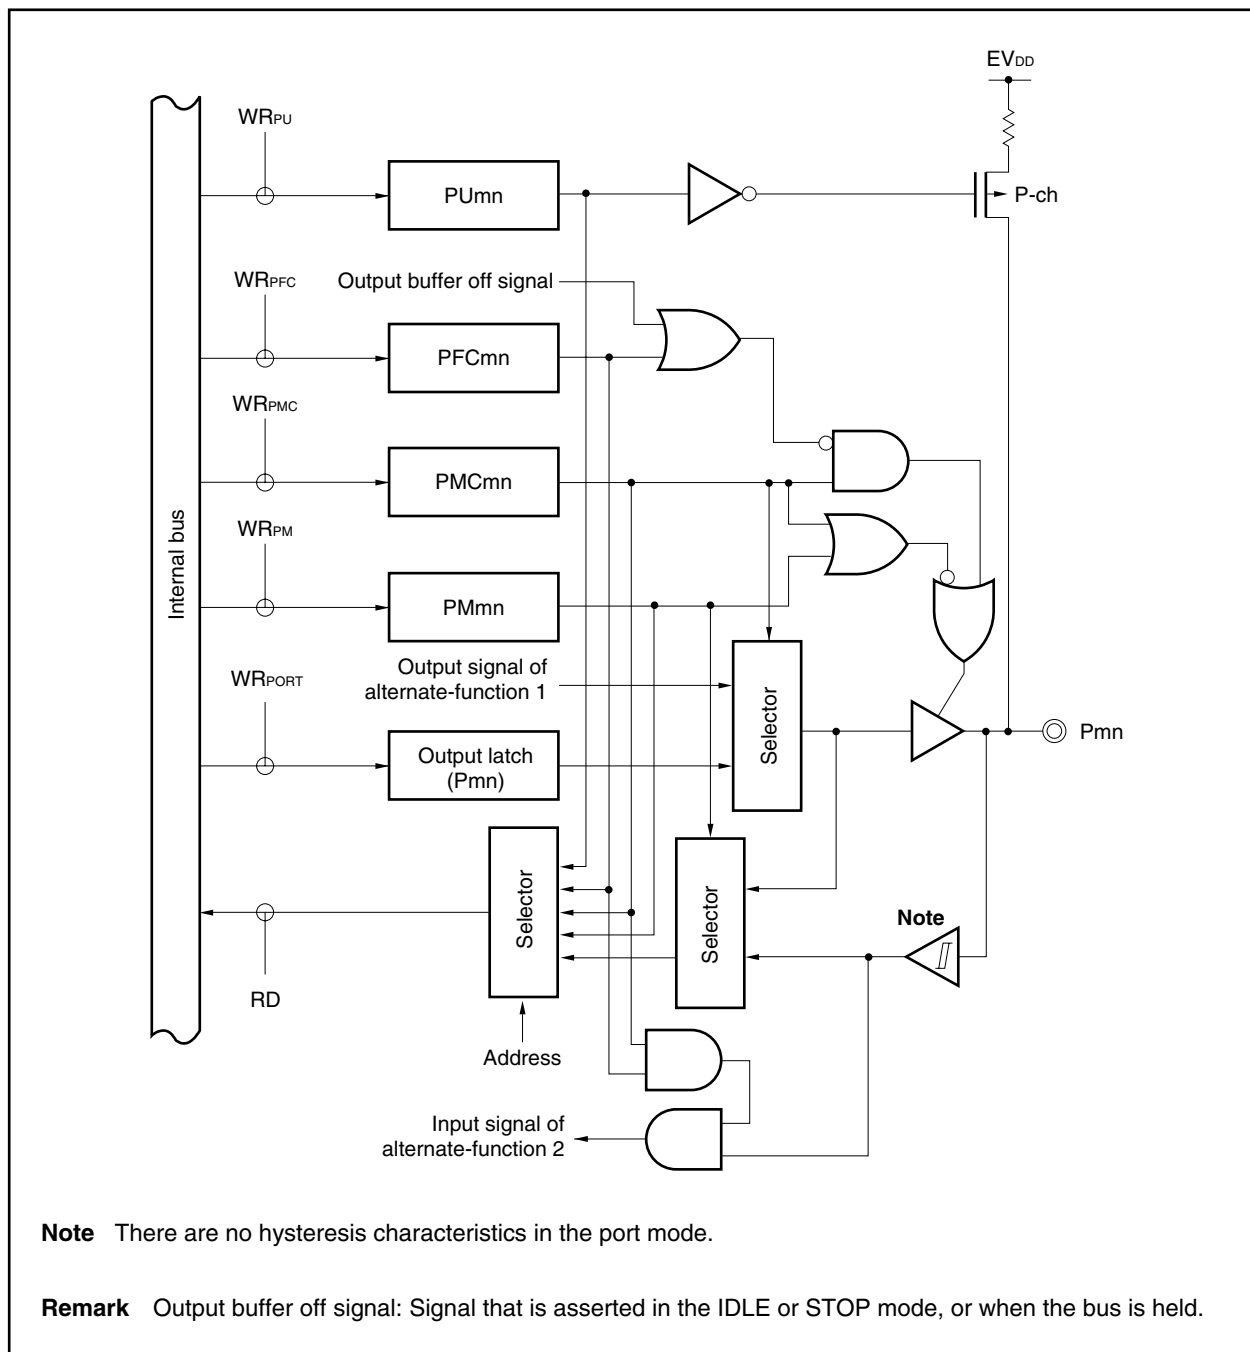 EVDD
WRPU
PUmn
P-ch
WRPFC
Output buffer off signal
PFCmn
WRPMC
PMCmn
WRPM
PMmn
Internal bus
Output signal of
alternate-function 1
WRPORT
Selector
Output latch
(Pmn)
Pmn
Selector
Selector
Note
RD
Address
Input signal of
alternate-function 2
Note There are no hysteresis characteristics in the port mode.
Remark Output buffer off signal: Signal that is asserted in the IDLE or STOP mode, or when the bus is held.